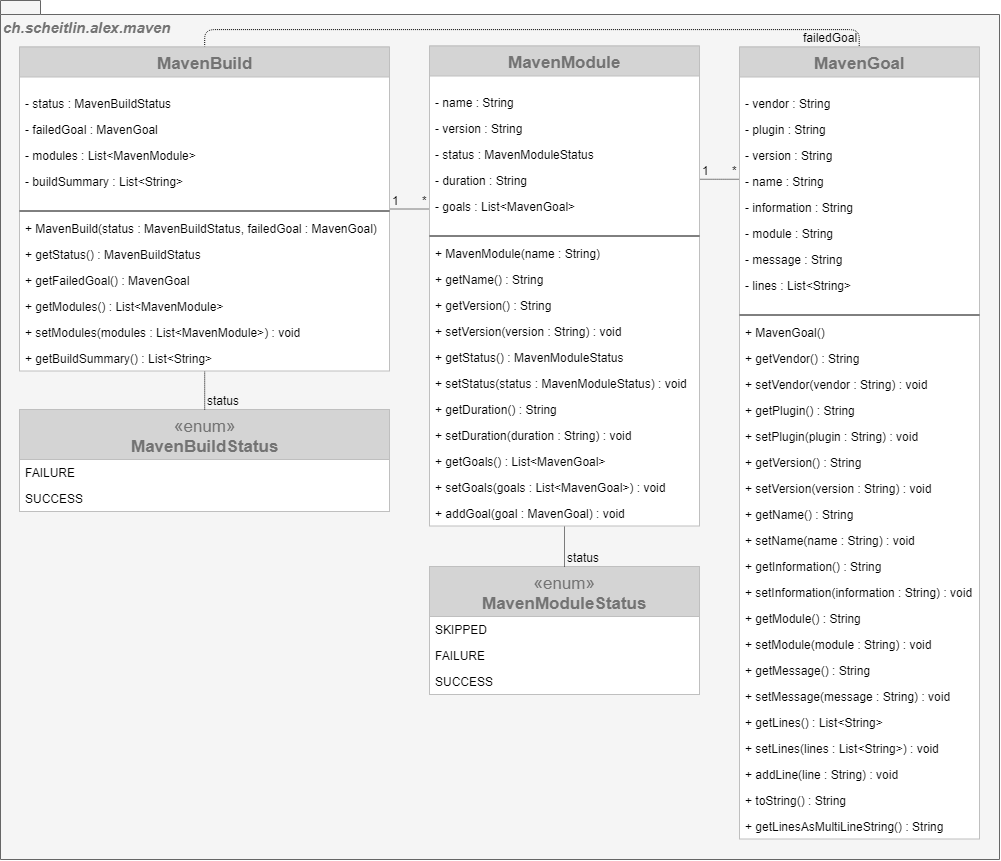 ch.scheitlin.alex.maven
failedGoal
MavenBuild
- status : MavenBuildStatus
- failedGoal : MavenGoal
- modules : List<MavenModule>
- buildSummary : List<String>
+ MavenBuild(status : MavenBuildStatus, failedGoal : MavenGoal)
+ getStatus() : MavenBuildStatus
+ getFailedGoal() : MavenGoal
+ getModules() : List<MavenModule>
+ setModules(modules : List<MavenModule>) : void
+ getBuildSummary() : List<String>
status
«enum»
MavenBuildStatus
FAILURE
SUCCESS
1
*
MavenModule
- name : String
- version : String
- status : MavenModuleStatus
- duration : String
- goals : List<MavenGoal>
+ MavenModule(name : String)
+ getName() : String
+ getVersion() : String
+ setVersion(version : String) : void
+ getStatus() : MavenModuleStatus
+ setStatus(status : MavenModuleStatus) : void
+ getDuration() : String
+ setDuration(duration : String) : void
+ getGoals() : List<MavenGoal>
+ setGoals(goals : List<MavenGoal>) : void
+ addGoal(goal : MavenGoal) : void
status
«enum»
MavenModuleStatus
SKIPPED
FAILURE
SUCCESS
1
*
MavenGoal
- vendor : String
- plugin : String
- version : String
- name : String
- information : String
- module : String
- message : String
- lines : List<String>
+ MavenGoal()
+ getVendor() : String
+ setVendor(vendor : String) : void
+ getPlugin() : String
+ setPlugin(plugin : String) : void
+ getVersion() : String
+ setVersion(version : String) : void
+ getName() : String
+ setName(name : String) : void
+ getInformation() : String
+ setInformation(information : String) : void
+ getModule() : String
+ setModule(module : String) : void
+ getMessage() : String
+ setMessage(message : String) : void
+ getLines() : List<String>
+ setLines(lines : List<String>) : void
+ addLine(line : String) : void
+ toString() : String
+ getLinesAsMultiLineString() : String